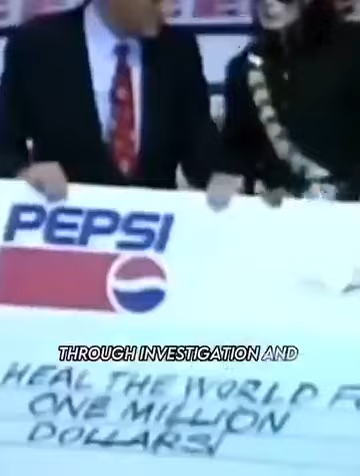 PEPSI
THROUGH INVESTIGATION AND
HEAL THE WORLD F
ONE MILLION
DOLLARS